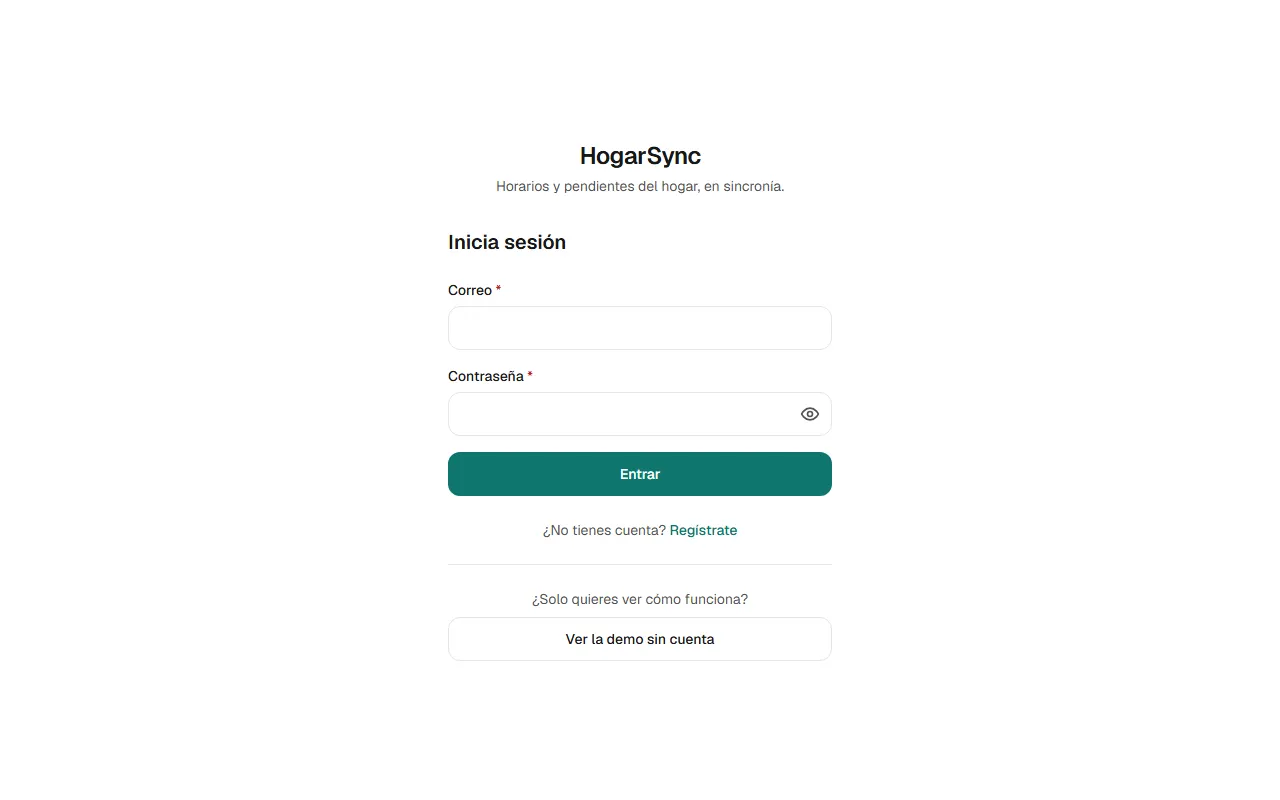 HogarSync
Horarios y pendientes del hogar, en sincronía.
Inicia sesión
Correo *
Contraseña *
Entrar
¿No tienes cuenta? Regístrate
¿Solo quieres ver cómo funciona?
Ver la demo sin cuenta